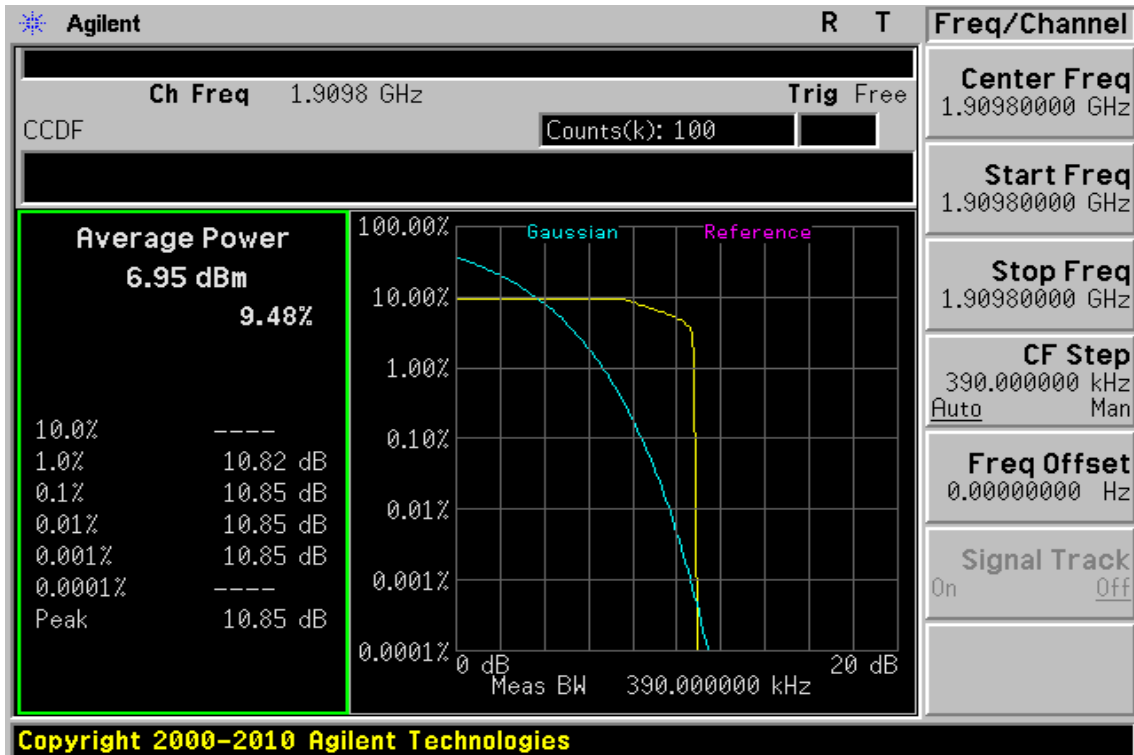 Agilent R T Freq/Channel
Ch Freq 1.9098 GHz Trig Free
CCDF Counts(k): 100
Center Freq
1.90980000 GHz
Start Freq
1.90980000 GHz
Stop Freq
1.90980000 GHz
CF Step
390.000000 kHz
Auto Man
Freq Offset
0.00000000 Hz
Signal Track
On Off
Average Power
6.95 dBm
9.48%
10.0% ----
1.0% 10.82 dB
0.1% 10.85 dB
0.01% 10.85 dB
0.001% 10.85 dB
0.0001% ----
Peak 10.85 dB
Gaussian Reference
100.00%
10.00%
1.00%
0.10%
0.01%
0.001%
0.0001%
0 dB 20 dB
Meas BW 390.000000 kHz
Copyright 2000-2010 Agilent Technologies